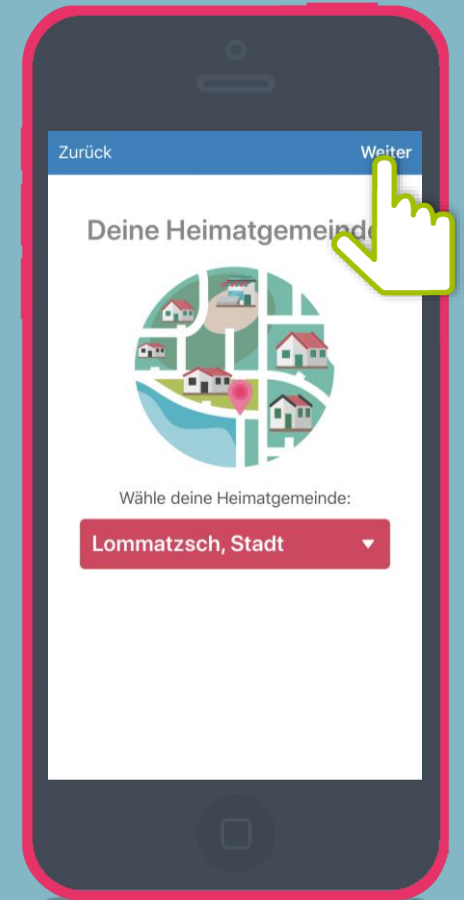 Zurück Weiter
Deine Heimatgemeinde
Wähle deine Heimatgemeinde:
Lommatzsch, Stadt